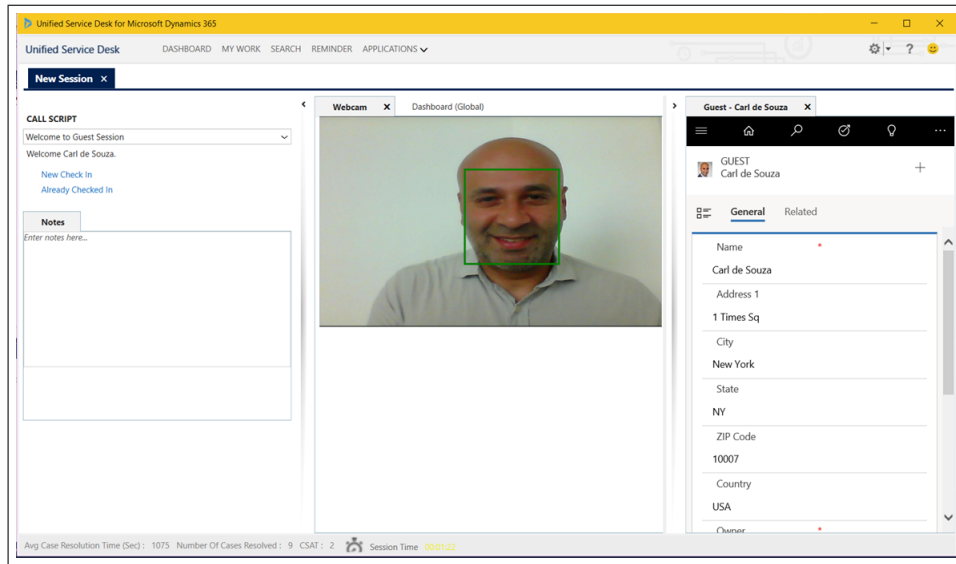 Unified Service Desk for Microsoft Dynamics 365
Unified Service Desk
DASHBOARD MY WORK SEARCH REMINDER APPLICATIONS
New Session ×
CALL SCRIPT
Welcome to Guest Session
Welcome Carl de Souza.
New Check In
Already Checked In
Notes
Enter notes here...
Webcam X Dashboard (Global)
Guest - Carl de Souza X
GUEST
Carl de Souza
General Related
Name *
Carl de Souza
Address 1
1 Times Sq
City
New York
State
NY
ZIP Code
10007
Country
USA
Owner *
Avg Case Resolution Time (Sec) : 1075 Number Of Cases Resolved : 9 CSAT : 2 Session Time 00:01:22